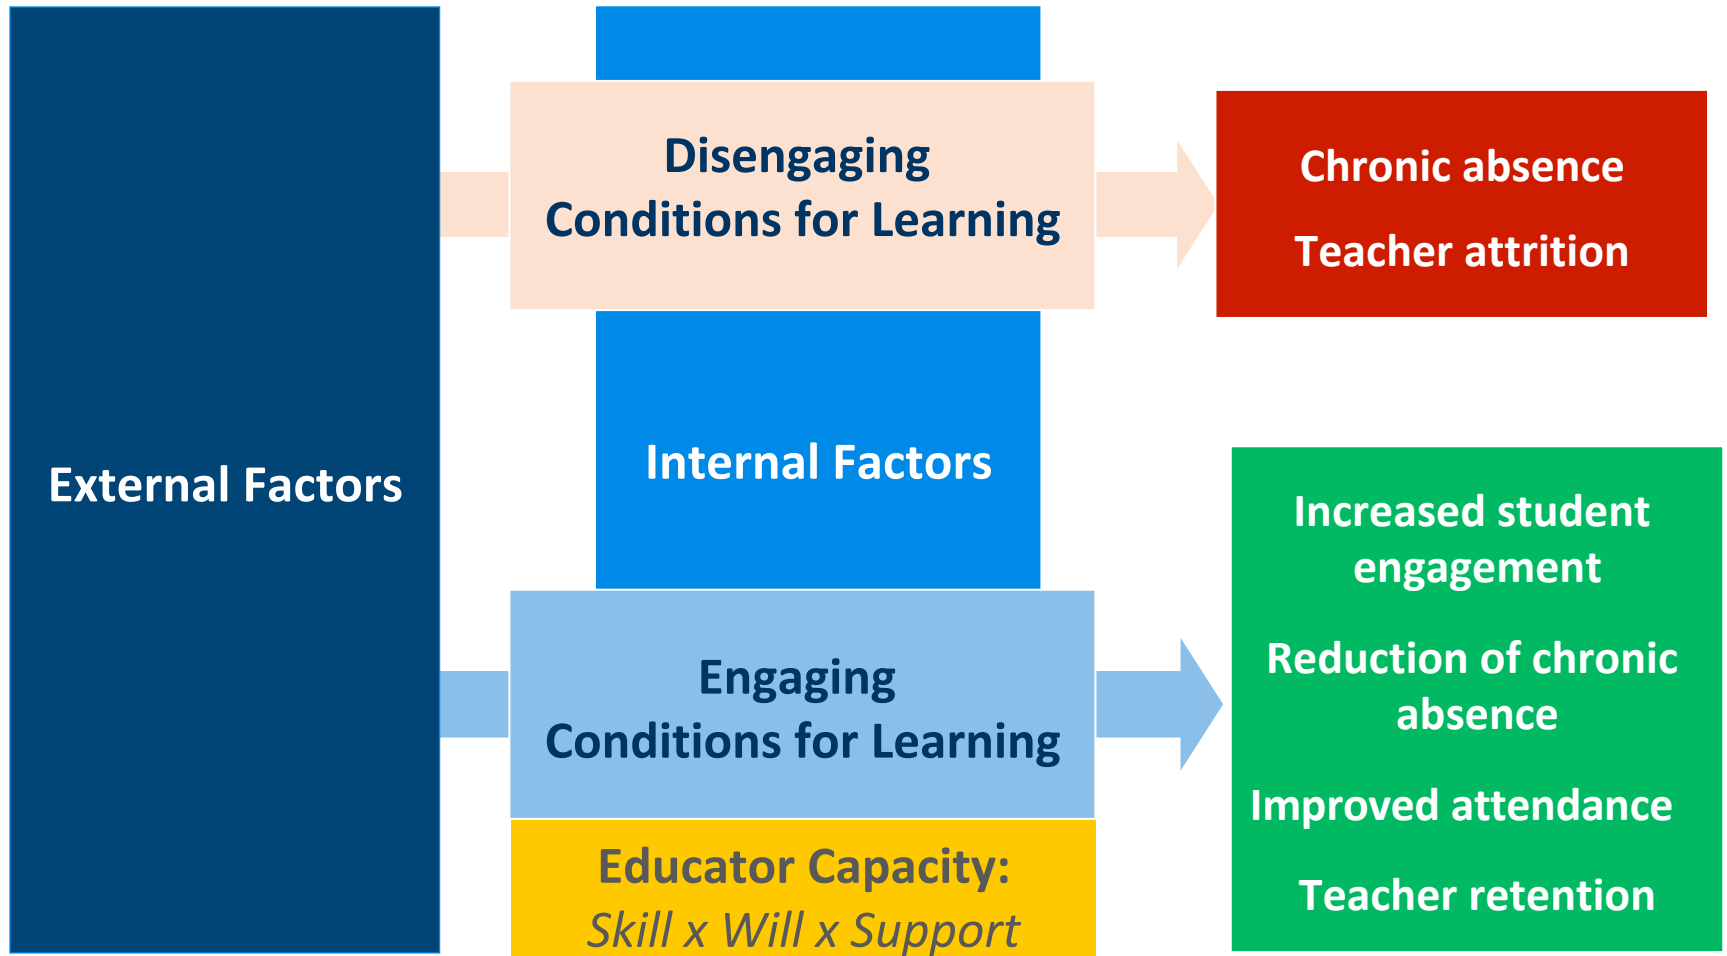 External Factors
Disengaging
Conditions for Learning
Internal Factors
Engaging
Conditions for Learning
Educator Capacity:
Skill x Will x Support
Chronic absence
Teacher attrition
Increased student
engagement
Reduction of chronic
absence
Improved attendance
Teacher retention